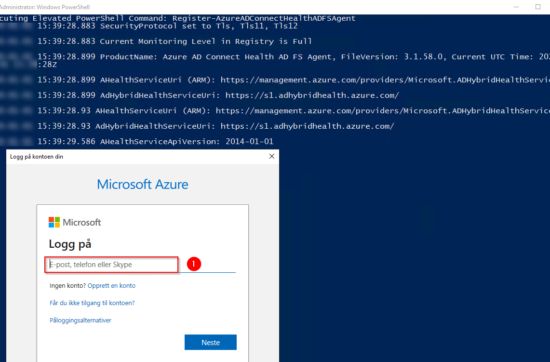 Administrator: Windows PowerShell
cuting Elevated PowerShell Command: Register-AzureADConnectHealthADFSAgent
15:39:28.883 SecurityProtocol set to Tls, Tls11, Tls12
15:39:28.883 Current Monitoring Level in Registry is Full
15:39:28.899 ProductName: Azure AD Connect Health AD FS Agent, FileVersion: 3.1.58.0, Current UTC Time: 202
:28Z
15:39:28.899 AHealthServiceUri (ARM): https://management.azure.com/providers/Microsoft.ADHybridHealthServic
15:39:28.899 AdHybridHealthServiceUri: https://s1.adhybridhealth.azure.com/
15:39:28.93 AHealthServiceUri (ARM): https://management.azure.com/providers/Microsoft.ADHybridHealthService
15:39:28.93 AdHybridHealthServiceUri: https://s1.adhybridhealth.azure.com/
15:39:29.586 AHealthServiceApiVersion: 2014-01-01
Logg på kontoen din
Microsoft Azure
Microsoft
Logg på
E-post, telefon eller Skype
1
Ingen konto? Opprett en konto
Får du ikke tilgang til kontoen?
Påloggingsalternativer
Neste